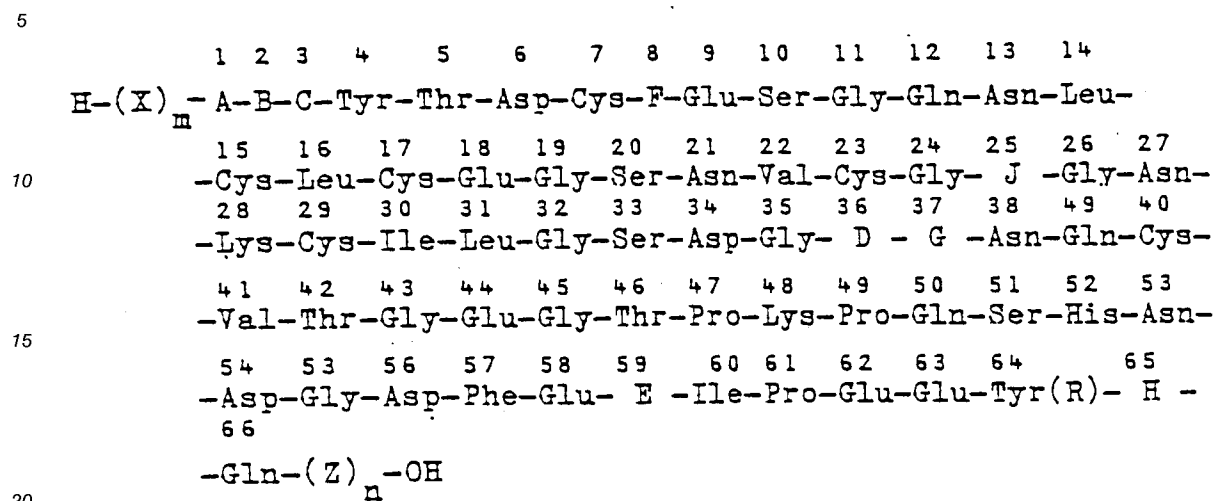 5
1 2 3 4 5 6 7 8 9 10 11 12 13 14
H-(X)m-A-B-C-Tyr-Thr-Asp-Cys-F-Glu-Ser-Gly-Gln-Asn-Leu-
15 16 17 18 19 20 21 22 23 24 25 26 27
10 -Cys-Leu-Cys-Glu-Gly-Ser-Asn-Val-Cys-Gly- J -Gly-Asn-
28 29 30 31 32 33 34 35 36 37 38 49 40
-Lys-Cys-Ile-Leu-Gly-Ser-Asp-Gly- D - G -Asn-Gln-Cys-
41 42 43 44 45 46 47 48 49 50 51 52 53
-Val-Thr-Gly-Glu-Gly-Thr-Pro-Lys-Pro-Gln-Ser-His-Asn-
15
54 53 56 57 58 59 60 61 62 63 64 65
-Asp-Gly-Asp-Phe-Glu- E -Ile-Pro-Glu-Glu-Tyr(R)- H -
66
-Gln-(Z)n-OH
20